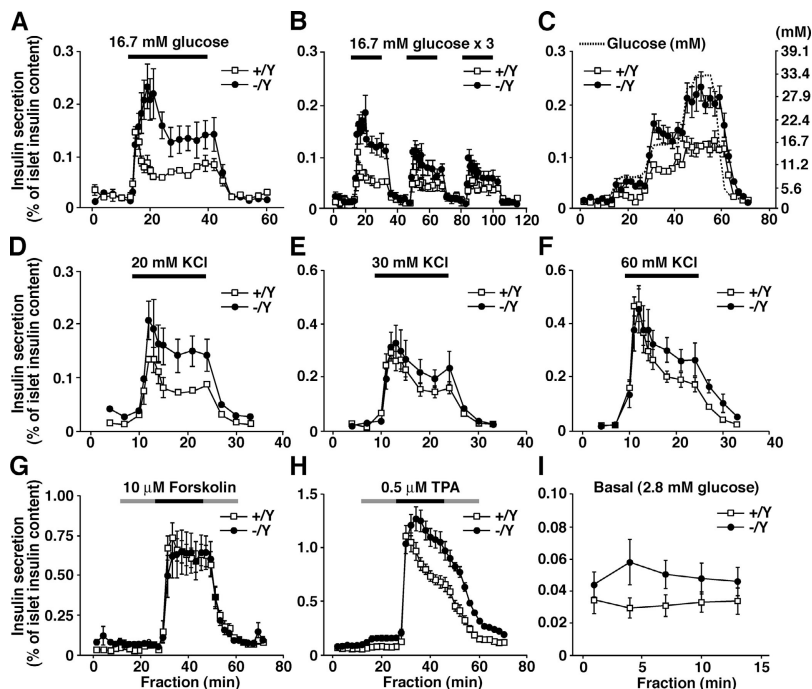 A
16.7 mM glucose
+/Y
-/Y
Insulin secretion
(% of islet insulin content)
0.3
0.2
0.1
0
0 20 40 60
B
16.7 mM glucose x 3
+/Y
-/Y
0.3
0.2
0.1
0
0 20 40 60 80 100 120
C
Glucose (mM)
+/Y
-/Y
(mM)
0.3
0.2
0.1
0
39.1
33.4
27.9
22.4
16.7
11.2
5.6
0
0 20 40 60 80
D
20 mM KCl
+/Y
-/Y
Insulin secretion
(% of islet insulin content)
0.3
0.2
0.1
0
0 10 20 30 40
E
30 mM KCl
+/Y
-/Y
0.6
0.4
0.2
0
0 10 20 30 40
F
60 mM KCl
+/Y
-/Y
0.6
0.4
0.2
0
0 10 20 30 40
G
10 μM Forskolin
+/Y
-/Y
Insulin secretion
(% of islet insulin content)
1.00
0.75
0.50
0.25
0
0 20 40 60 80
Fraction (min)
H
0.5 μM TPA
+/Y
-/Y
1.5
1.0
0.5
0
0 20 40 60 80
Fraction (min)
I
Basal (2.8 mM glucose)
+/Y
-/Y
0.10
0.08
0.06
0.04
0.02
0.00
0 5 10 15
Fraction (min)